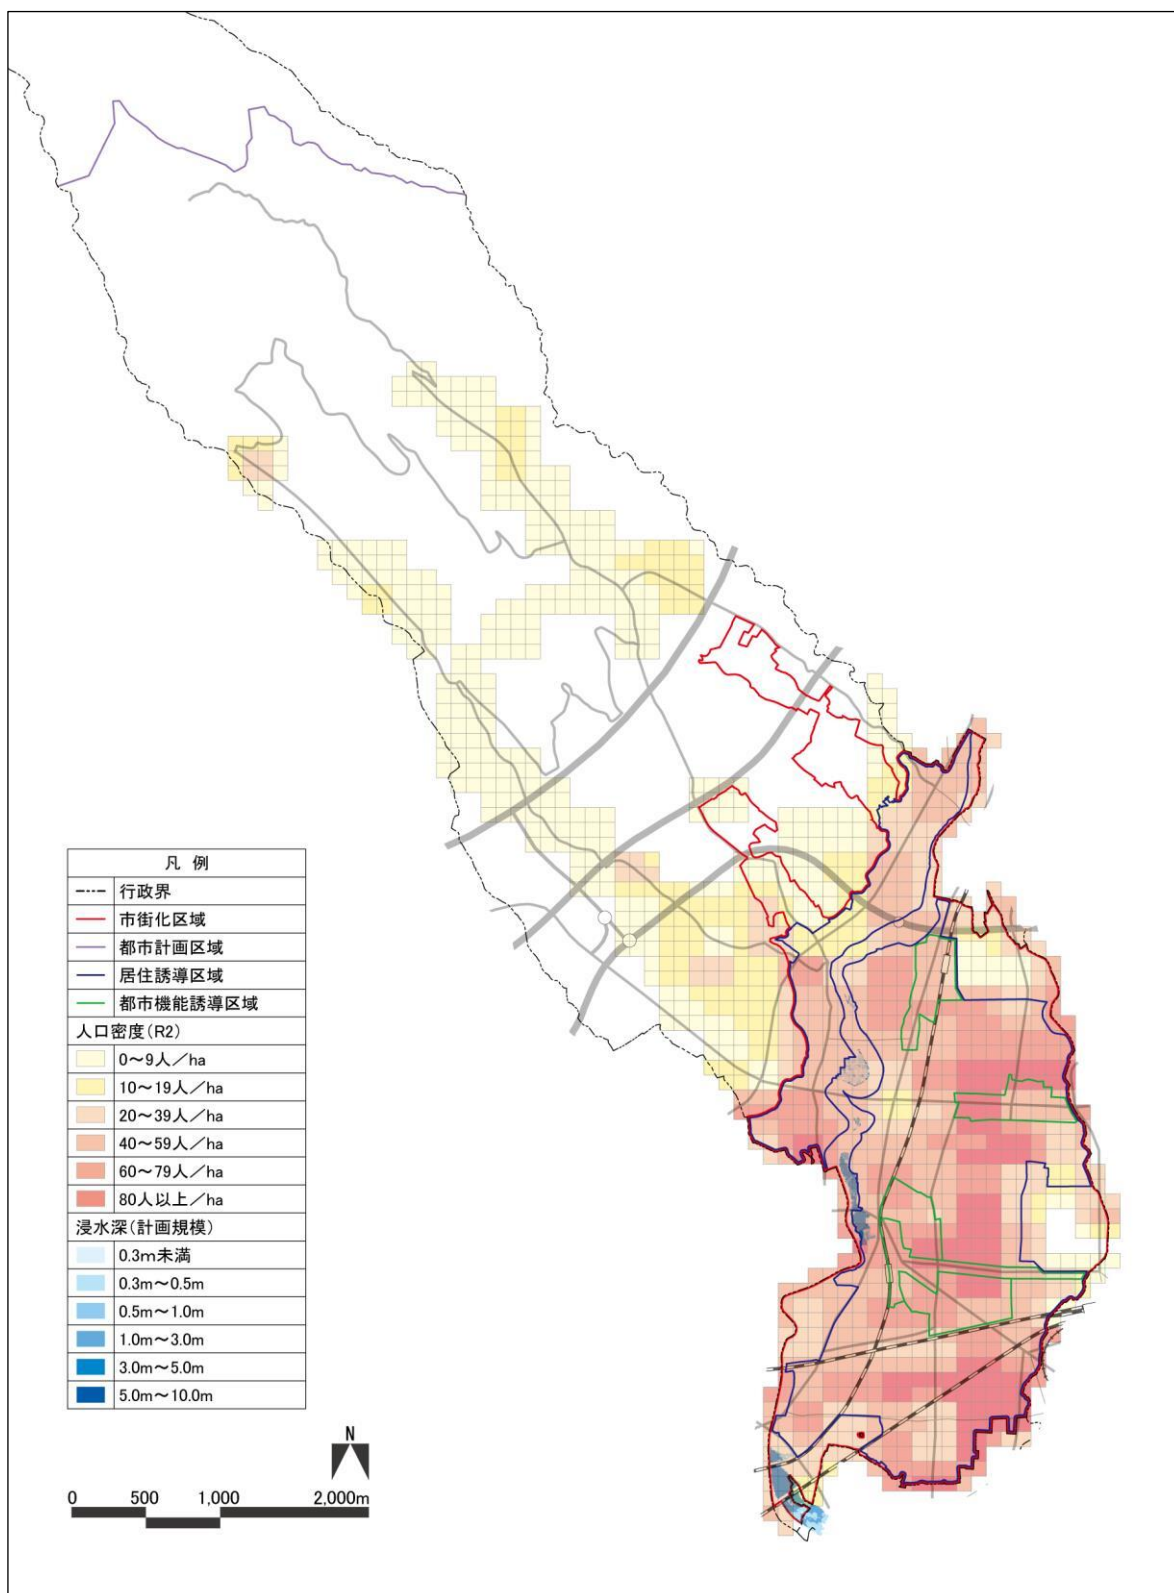 凡 例
行政界
市街化区域
都市計画区域
居住誘導区域
都市機能誘導区域
人口密度(R2)
0～9人／ha
10～19人／ha
20～39人／ha
40～59人／ha
60～79人／ha
80人以上／ha
浸水深(計画規模)
0.3m未満
0.3m～0.5m
0.5m～1.0m
1.0m～3.0m
3.0m～5.0m
5.0m～10.0m
N
0 500 1,000 2,000m